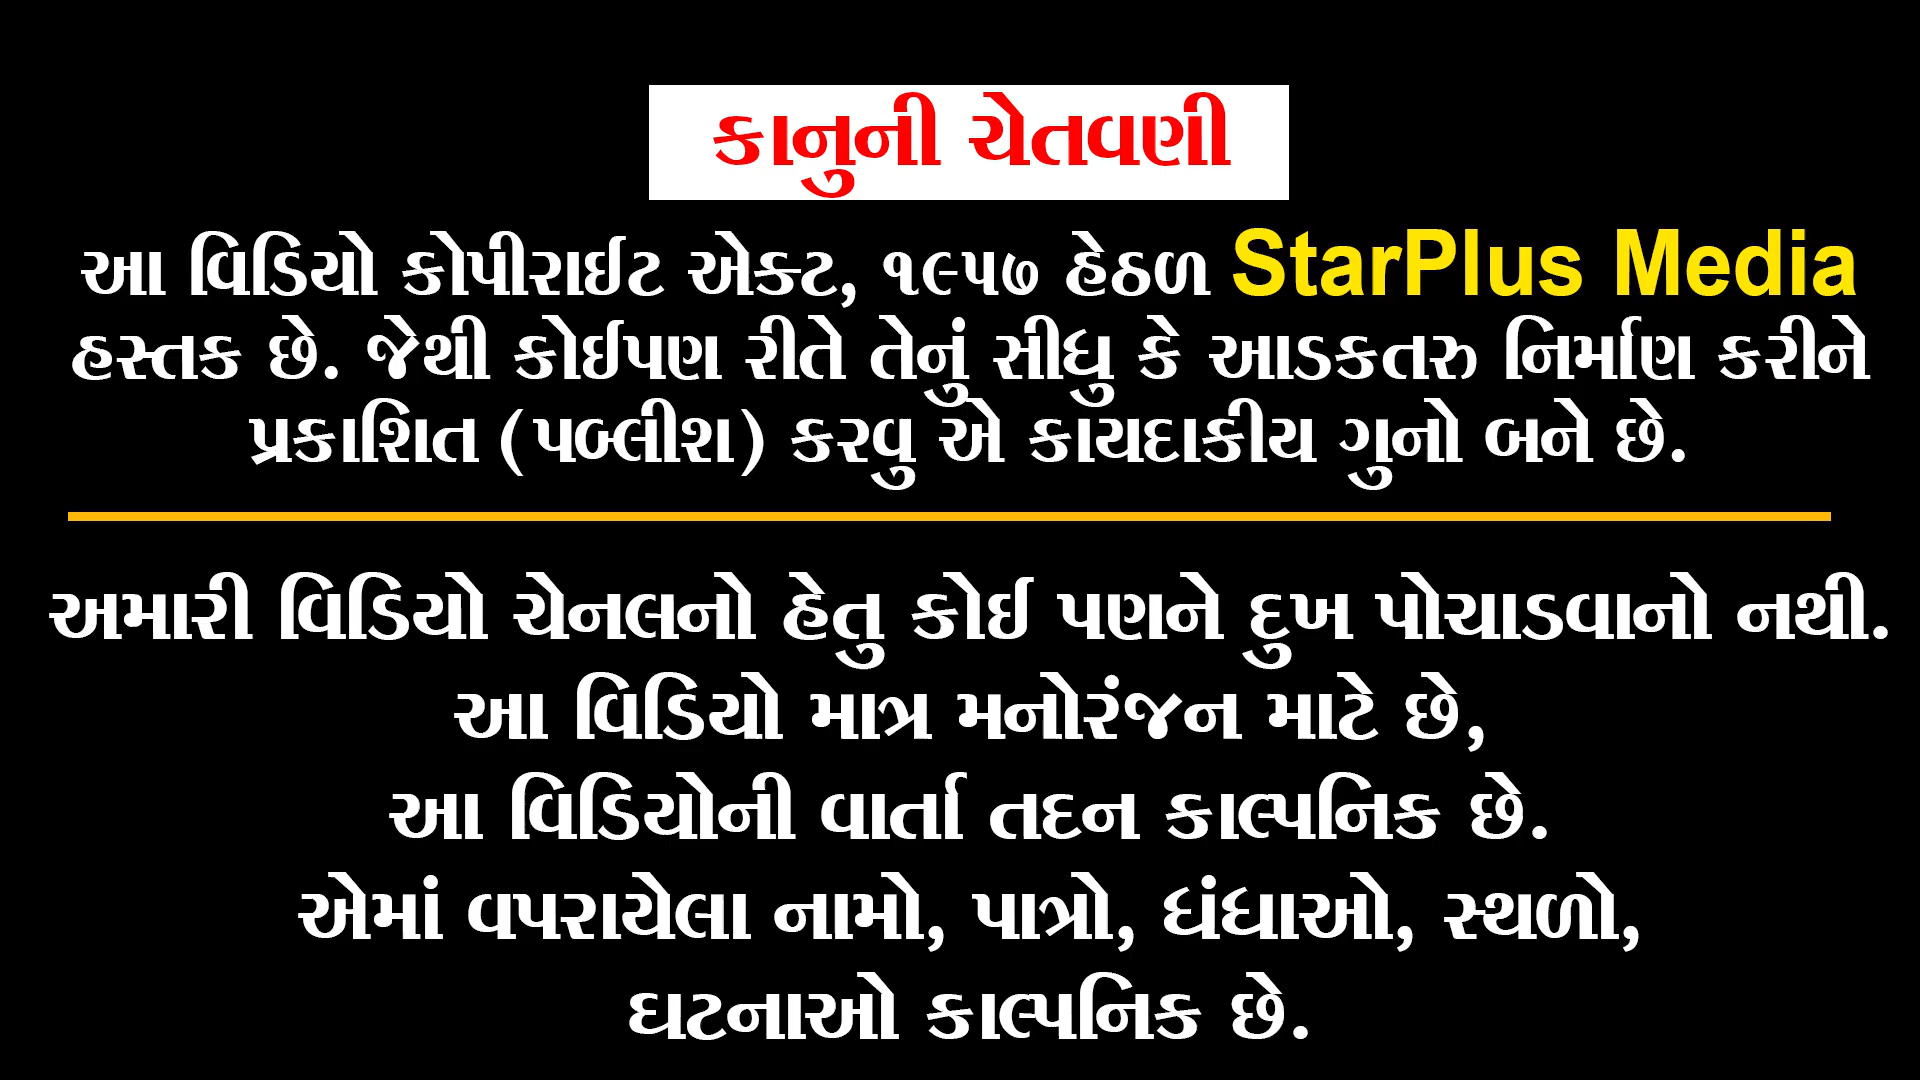 કાનુની ચેતવણી
આ વિડિયો કોપીરાઈટ એક્ટ, ૧૯૫૭ હેઠળ StarPlus Media
હસ્તક છે. જેથી કોઈપણ રીતે તેનું સીધુ કે આડકતરુ નિર્માણ કરીને
પ્રકાશિત (પબ્લીશ) કરવુ એ કાયદાકીય ગુનો બને છે.
અમારી વિડિયો ચેનલનો હેતુ કોઈ પણને દુખ પોચાડવાનો નથી.
આ વિડિયો માત્ર મનોરંજન માટે છે,
આ વિડિયોની વાર્તા તદન કાલ્પનિક છે.
એમાં વપરાયેલા નામો, પાત્રો, ધંધાઓ, સ્થળો,
ઘટનાઓ કાલ્પનિક છે.